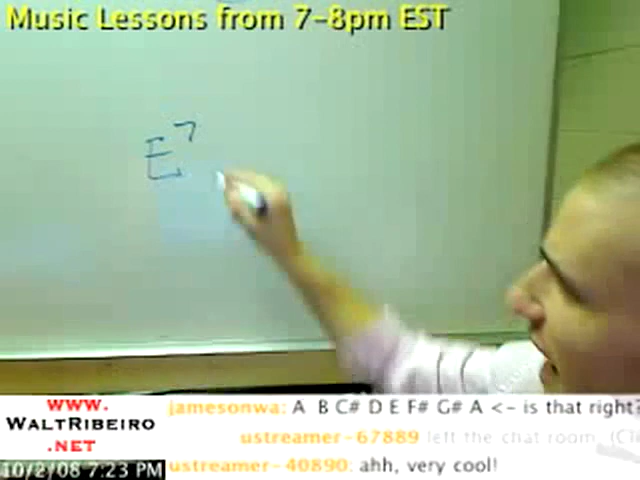 Music Lessons from 7-8pm EST
E7
www.
WaltRibeiro
.NET
10/2/08 7:23 PM
jamesonwa: A B C# D E F# G# A <- is that right?
ustreamer-67889 left the chat room. (Cli
ustreamer-40890: ahh, very cool!